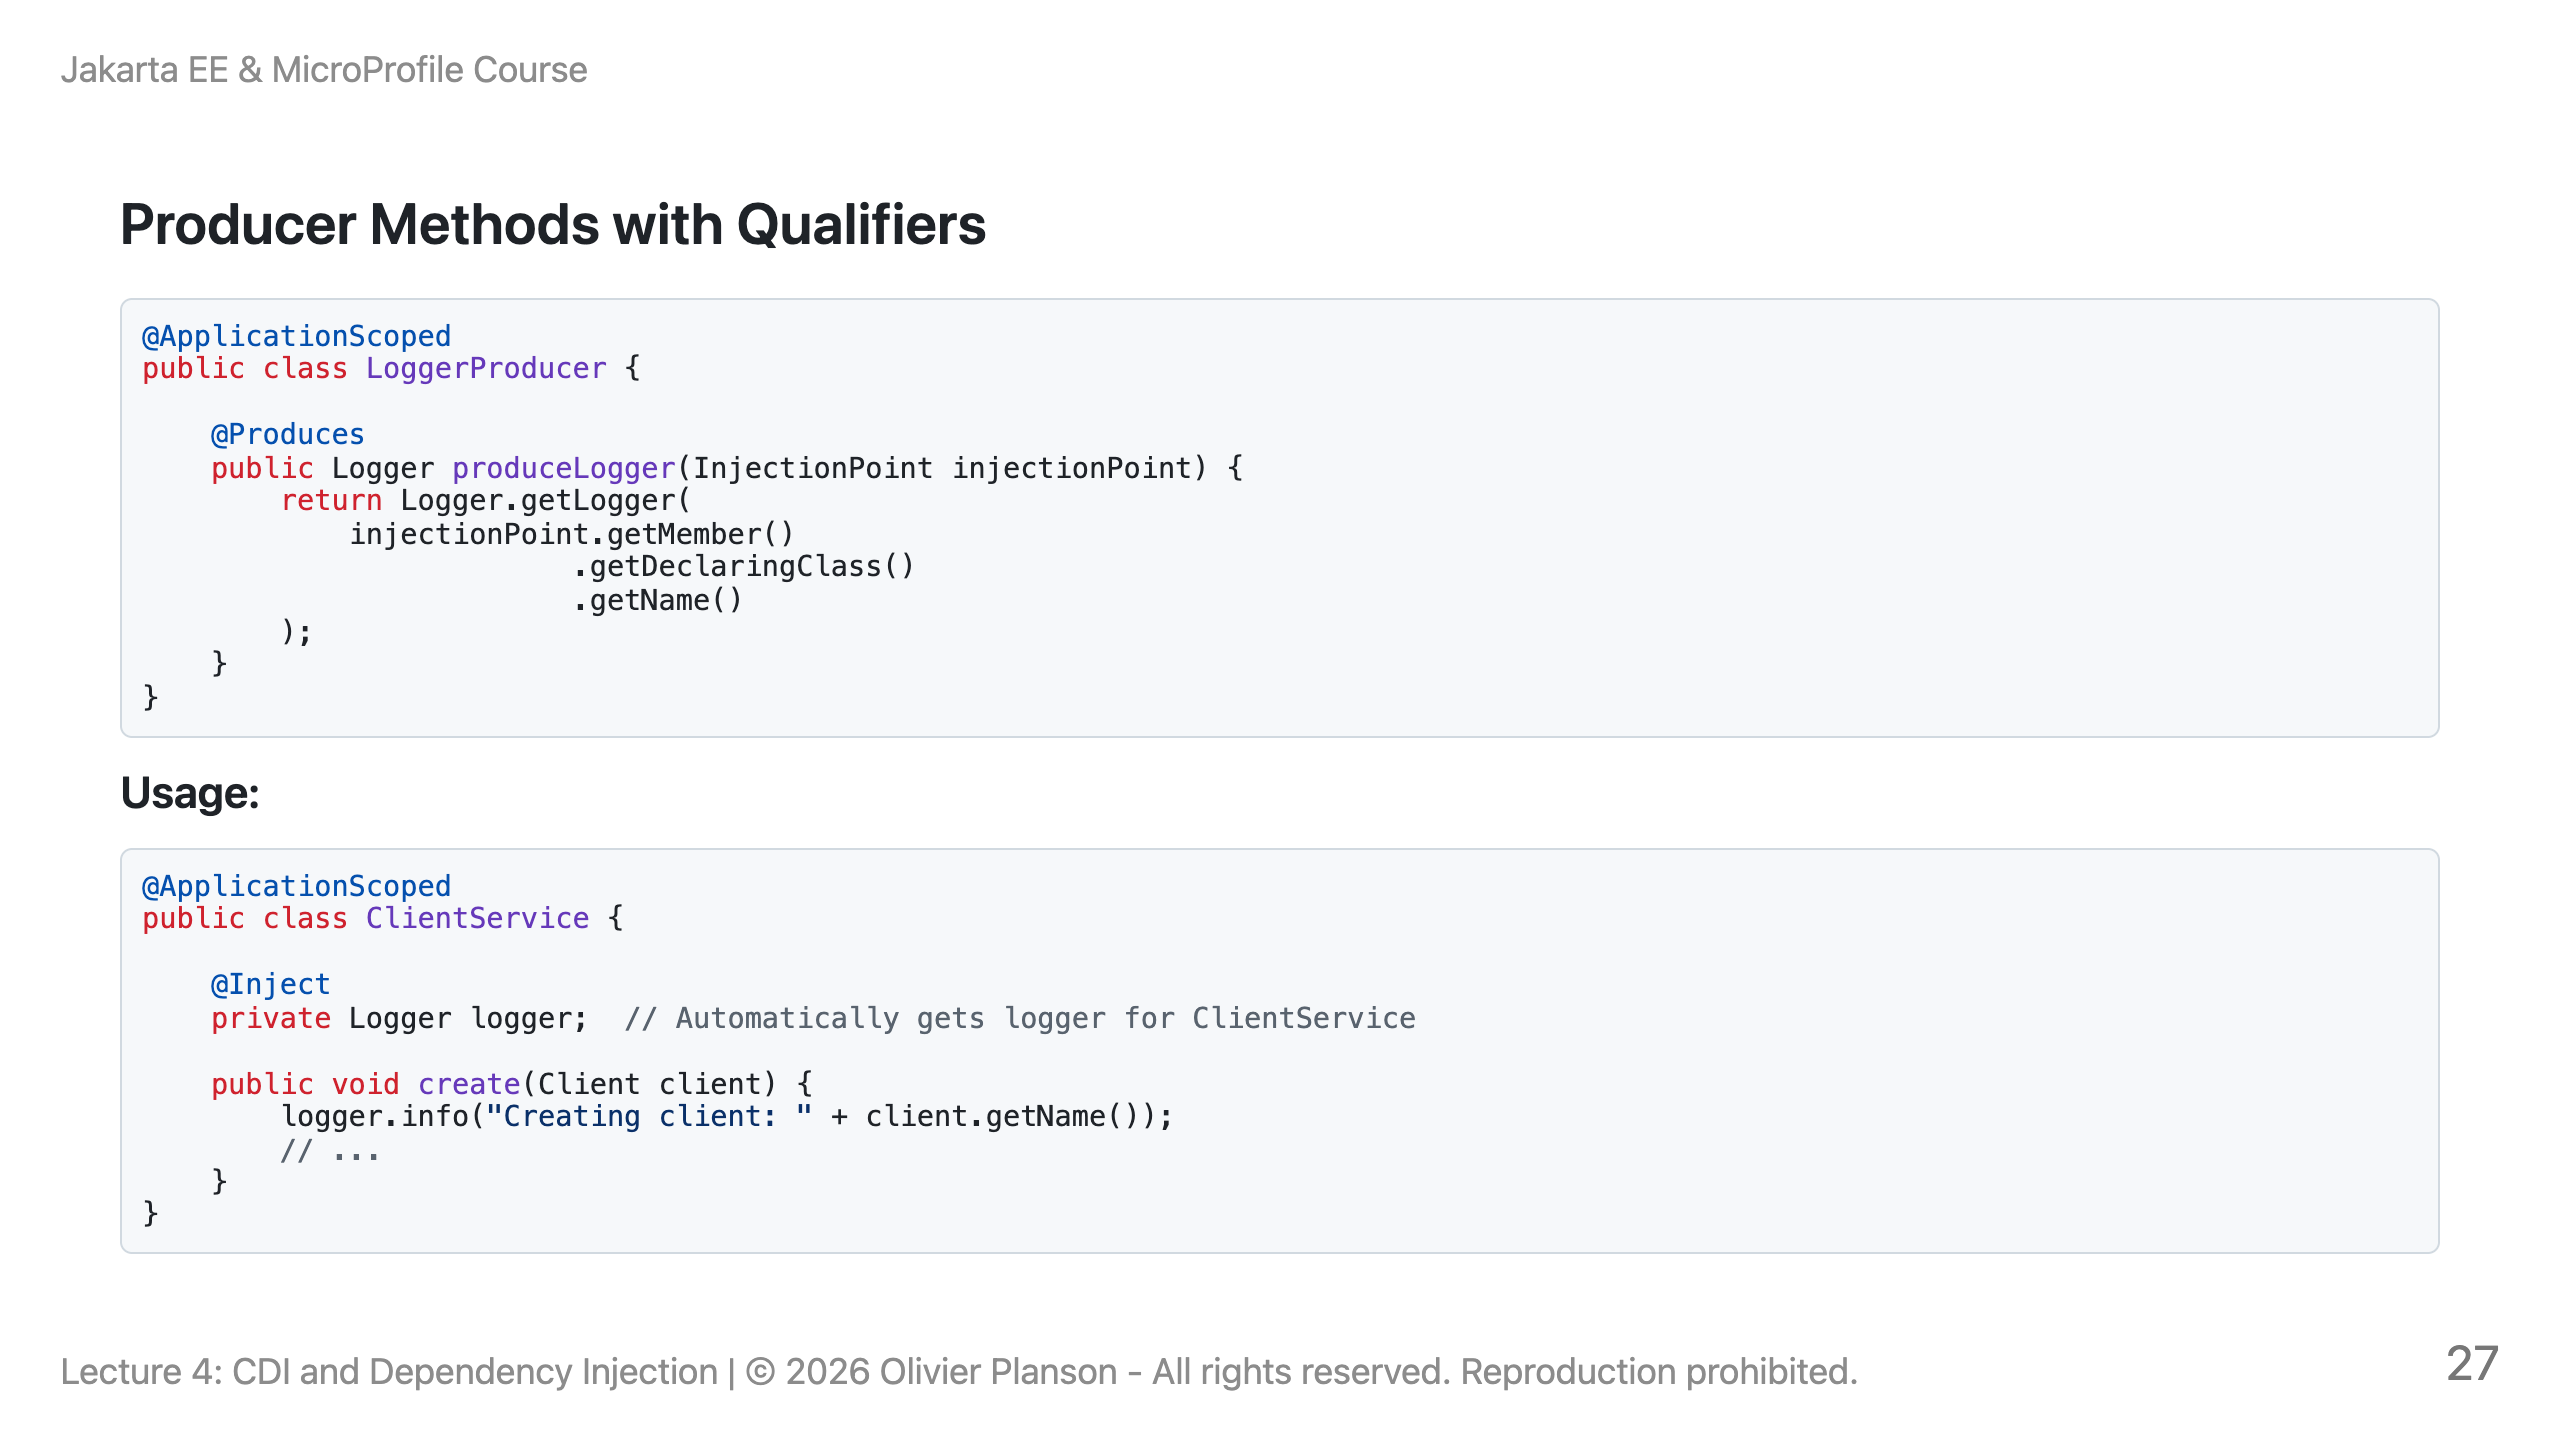 Jakarta EE & MicroProfile Course
Producer Methods with Qualifiers
@ApplicationScoped
public class LoggerProducer {
    @Produces
    public Logger produceLogger(InjectionPoint injectionPoint) {
        return Logger.getLogger(
            injectionPoint.getMember()
                         .getDeclaringClass()
                         .getName()
        );
    }
}
Usage:
@ApplicationScoped
public class ClientService {
    @Inject
    private Logger logger;  // Automatically gets logger for ClientService
    public void create(Client client) {
        logger.info("Creating client: " + client.getName());
        // ...
    }
}
Lecture 4: CDI and Dependency Injection | © 2026 Olivier Planson - All rights reserved. Reproduction prohibited.
27